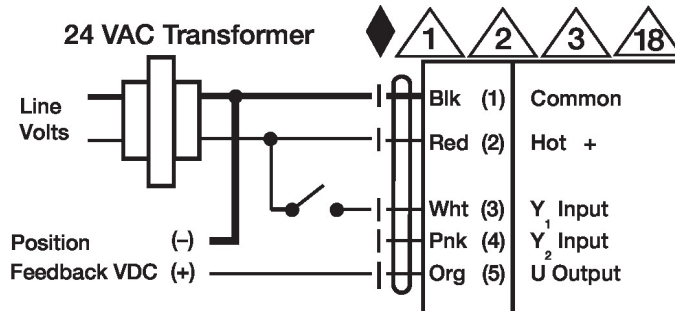 24 VAC Transformer
1 2 3 18
Line Volts
Blk (1) Common
Red (2) Hot +
Wht (3) Y1 Input
Pnk (4) Y2 Input
Org (5) U Output
Position (–)
Feedback VDC (+)